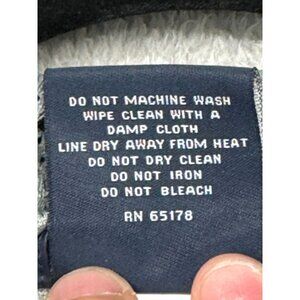 DO NOT MACHINE WASH
WIPE CLEAN WITH A
DAMP CLOTH
LINE DRY AWAY FROM HEAT
DO NOT DRY CLEAN
DO NOT IRON
DO NOT BLEACH
RN 65178